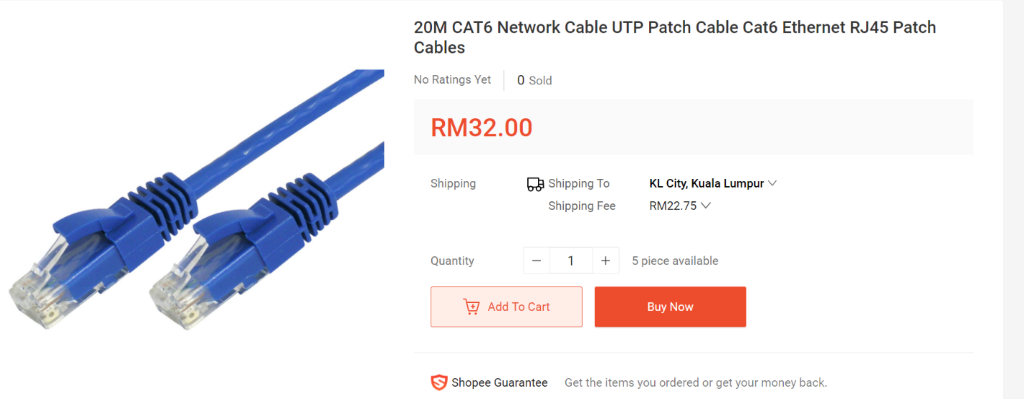 20M CAT6 Network Cable UTP Patch Cable Cat6 Ethernet RJ45 Patch
Cables
No Ratings Yet 0 Sold
RM32.00
Shipping Shipping To KL City, Kuala Lumpur
Shipping Fee RM22.75
Quantity − 1 + 5 piece available
Add To Cart Buy Now
Shopee Guarantee Get the items you ordered or get your money back.